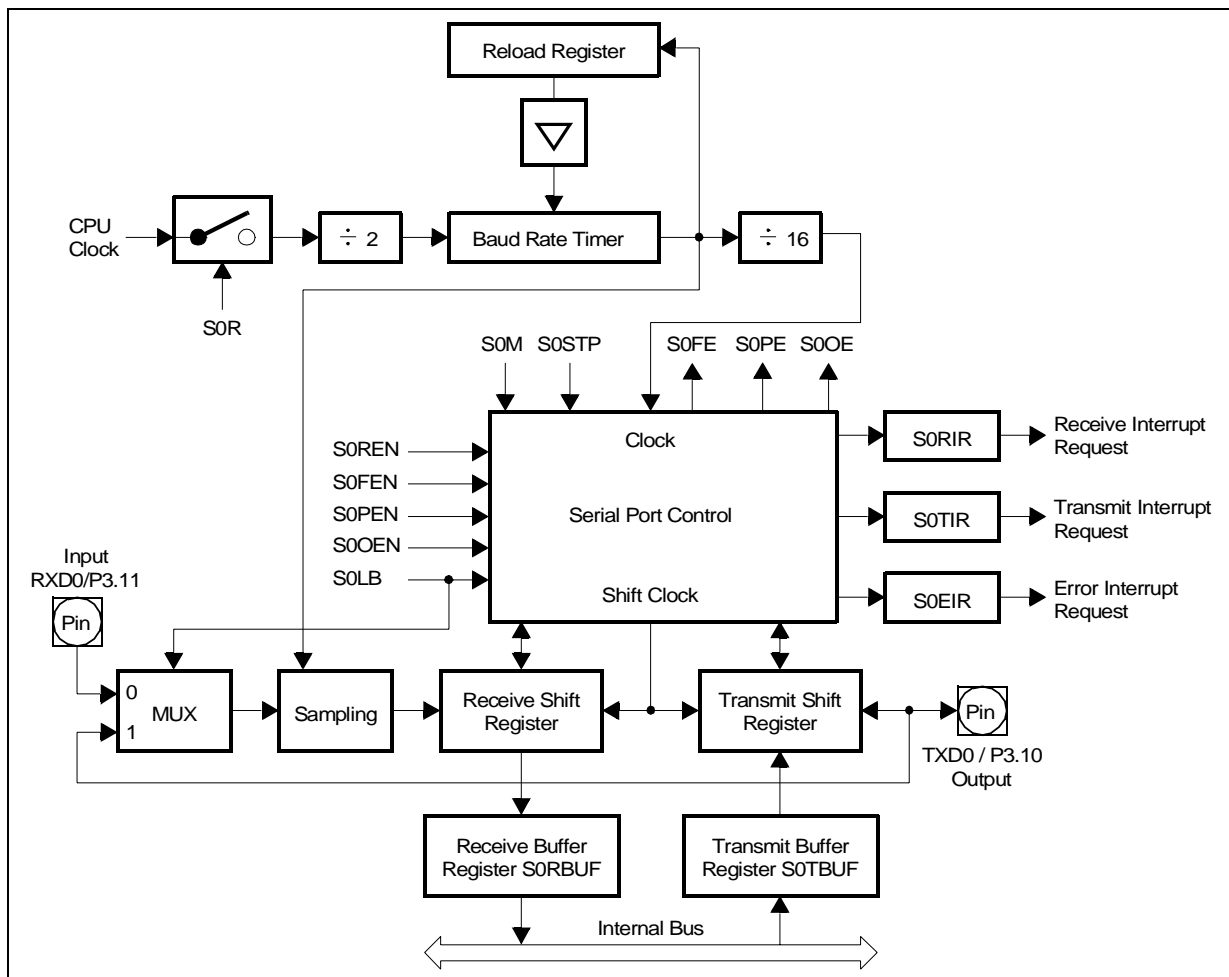 Reload Register
CPU
Clock
÷ 2
Baud Rate Timer
÷ 16
S0R
S0M
S0STP
S0FE
S0PE
S0OE
Clock
S0REN
S0FEN
S0PEN
S0OEN
S0LB
Serial Port Control
Shift Clock
S0RIR
Receive Interrupt
Request
S0TIR
Transmit Interrupt
Request
S0EIR
Error Interrupt
Request
Input
RXD0/P3.11
Pin
0
MUX
1
Sampling
Receive Shift
Register
Transmit Shift
Register
Pin
TXD0 / P3.10
Output
Receive Buffer
Register S0RBUF
Transmit Buffer
Register S0TBUF
Internal Bus